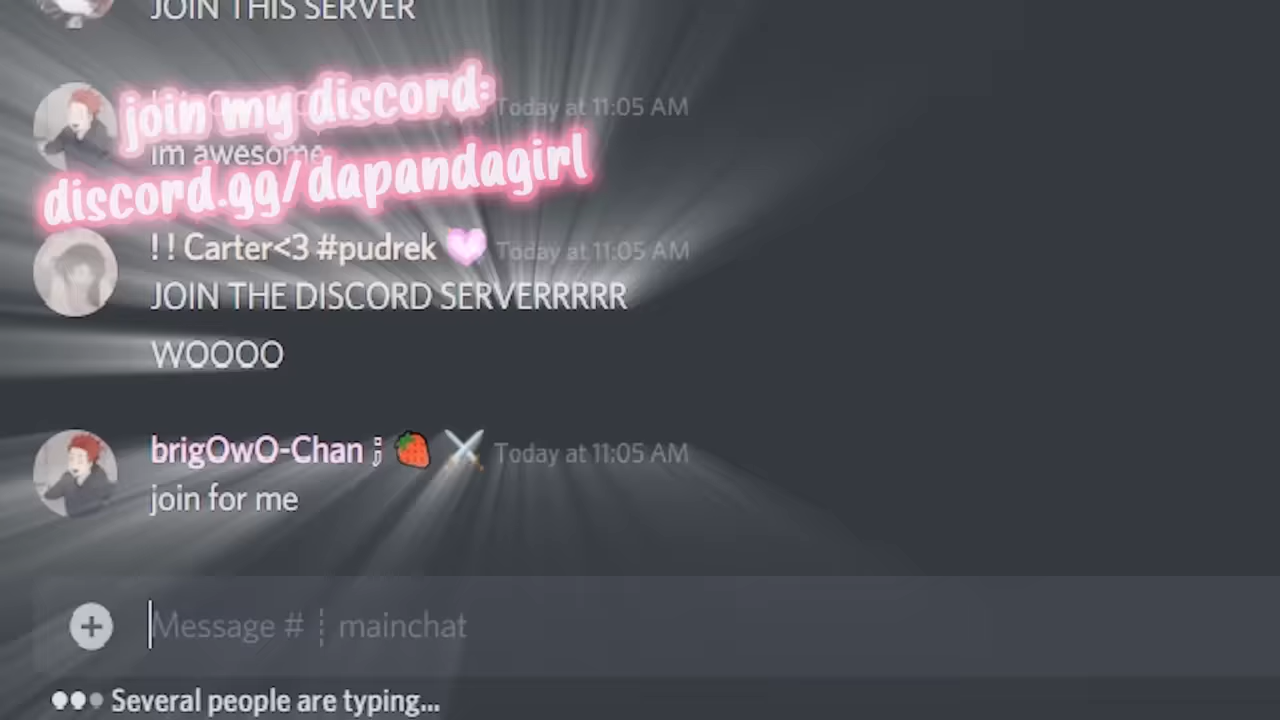 JOIN THIS SERVER
join my discord:
Today at 11:05 AM
im awesome
discord.gg/dapandagirl
!! Carter<3 #pudrek 💜 Today at 11:05 AM
JOIN THE DISCORD SERVERRRRR
WOOOO
brigOwO-Chan ; 🍓 ⚔ Today at 11:05 AM
join for me
Message # ┊ mainchat
Several people are typing...